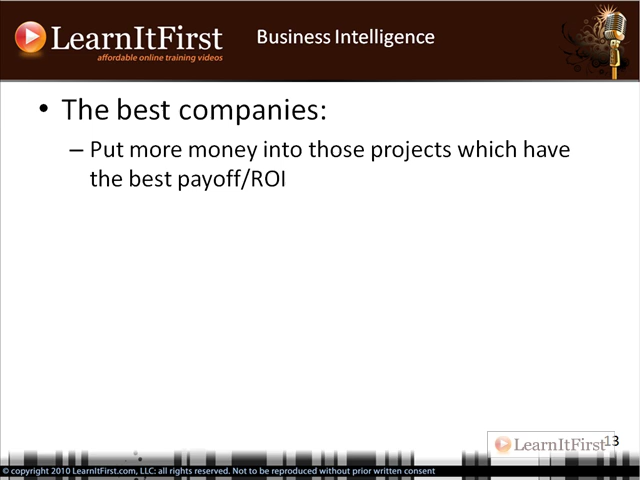 LearnItFirst
affordable online training videos
Business Intelligence
• The best companies:
– Put more money into those projects which have
the best payoff/ROI
LearnItFirst
13
© copyright 2010 LearnItFirst.com, LLC: all rights reserved. Not to be reproduced without prior written consent